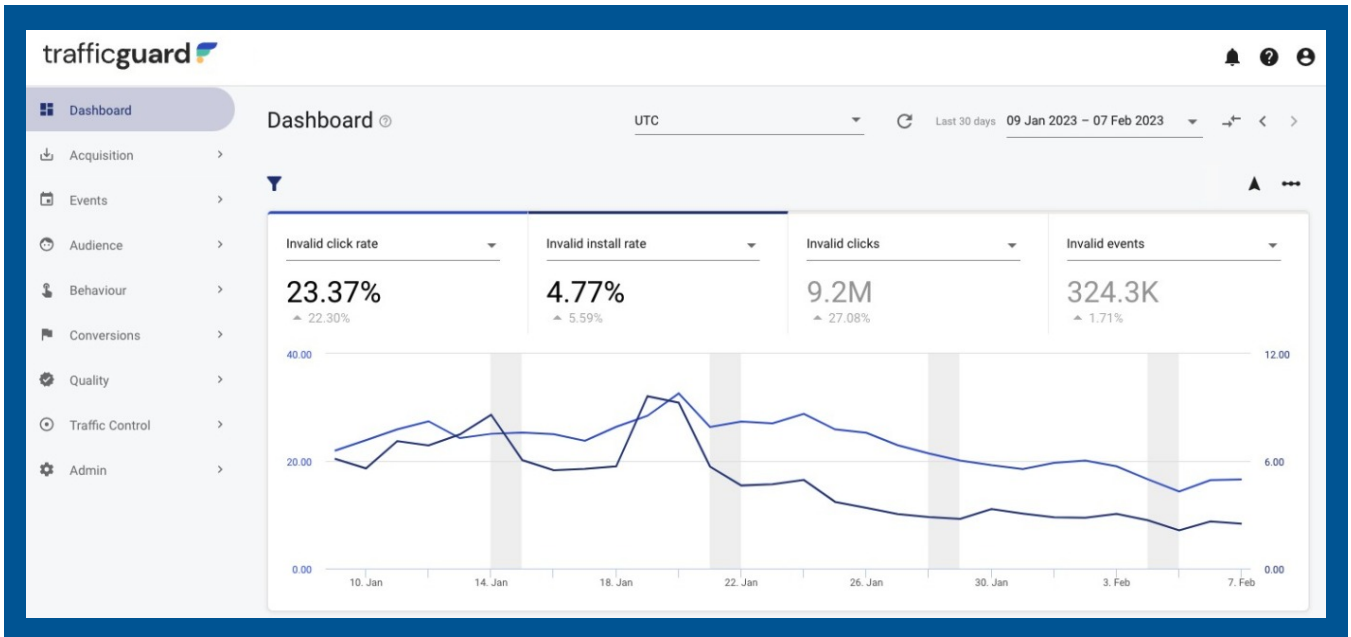 trafficguard
Dashboard
Acquisition
Events
Audience
Behaviour
Conversions
Quality
Traffic Control
Admin
Dashboard
UTC
Last 30 days 09 Jan 2023 – 07 Feb 2023
Invalid click rate
23.37%
22.30%
Invalid install rate
4.77%
5.59%
Invalid clicks
9.2M
27.08%
Invalid events
324.3K
1.71%
40.00
20.00
0.00
12.00
6.00
0.00
10. Jan 14. Jan 18. Jan 22. Jan 26. Jan 30. Jan 3. Feb 7. Feb